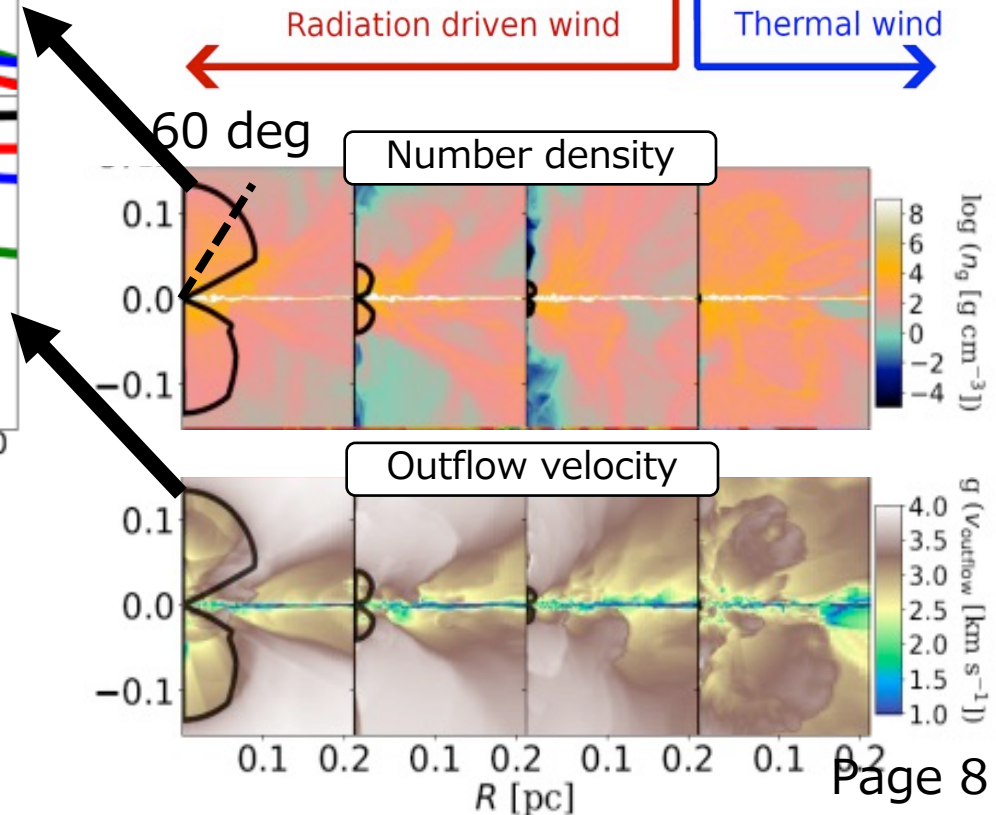 Radiation driven wind
Thermal wind
60 deg
Number density
0.1
0.0
−0.1
8
6
4
2
0
−2
−4
log (n_g [g cm⁻³])
Outflow velocity
0.1
0.0
−0.1
4.0
3.5
3.0
2.5
2.0
1.5
1.0
g (v_outflow [km s⁻¹])
0.1 0.2 0.1 0.2 0.1 0.2 0.1 0.2
R [pc]
Page 8